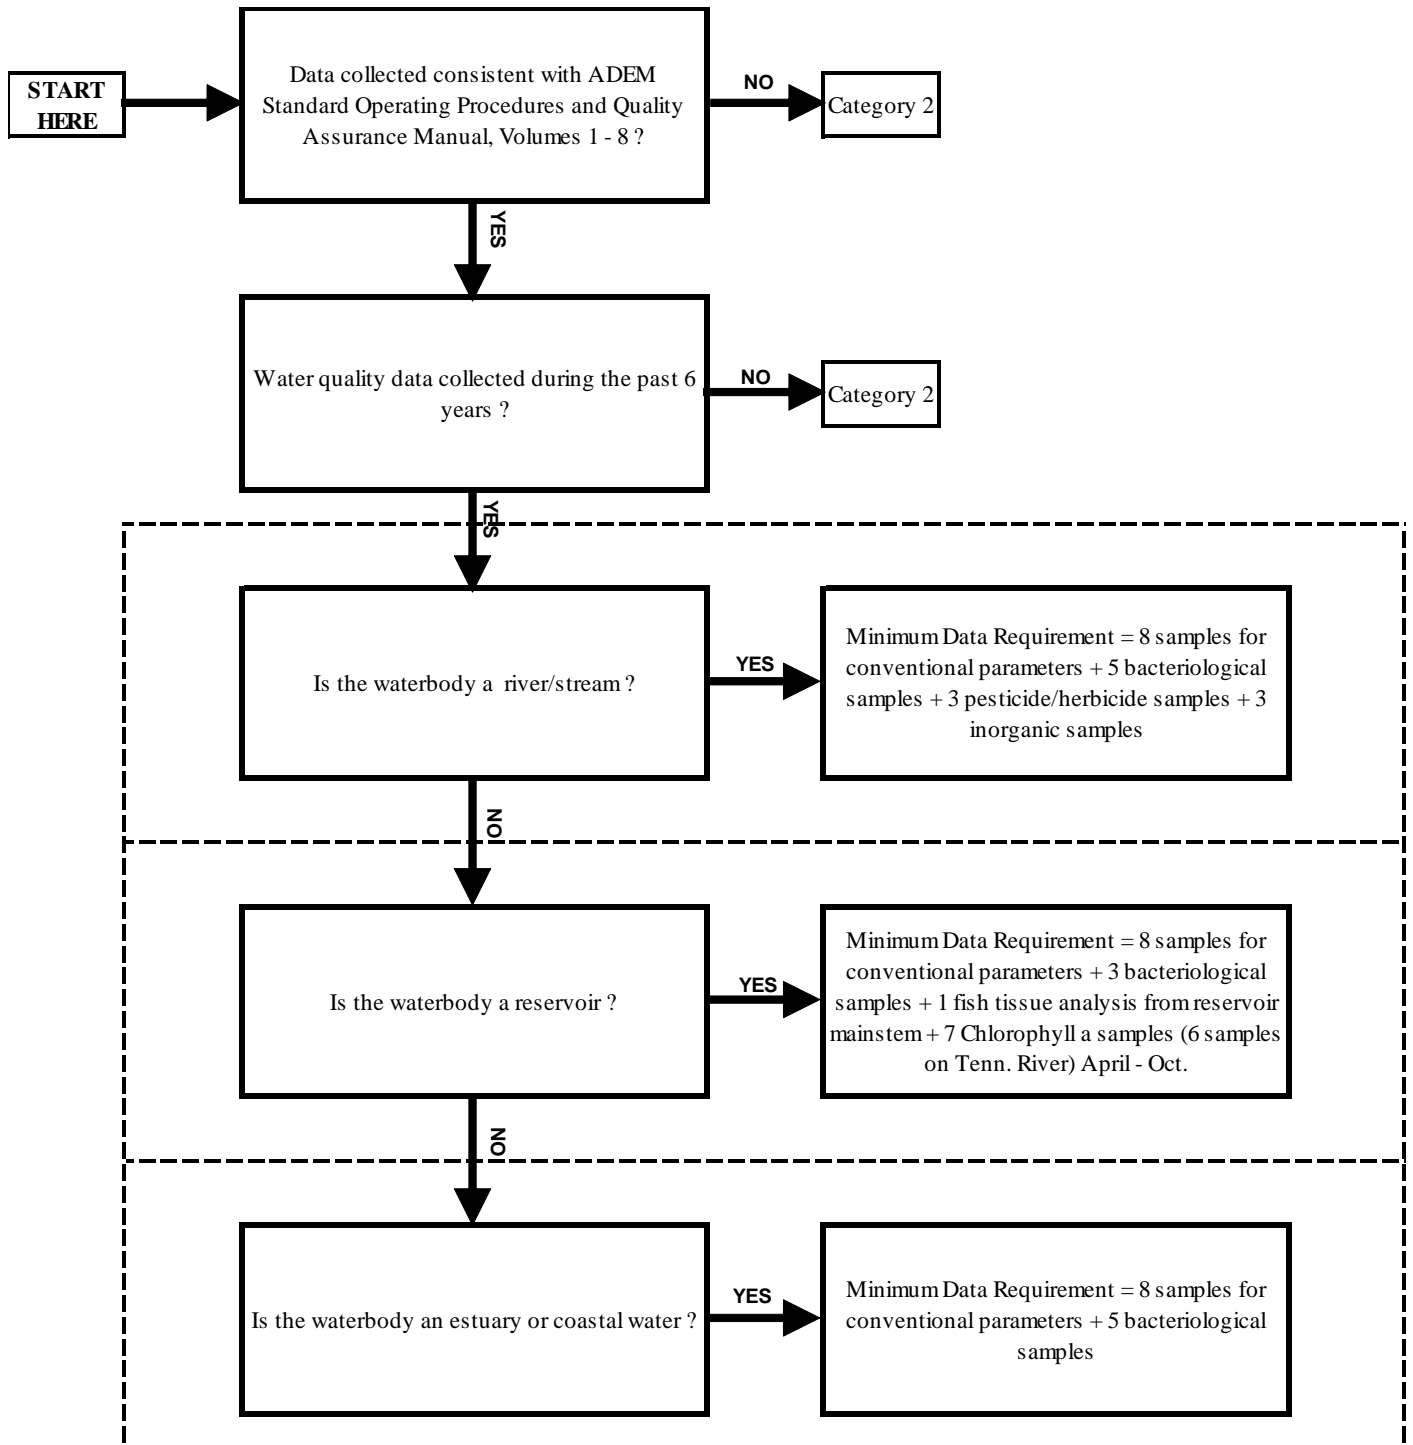 START
HERE
Data collected consistent with ADEM
Standard Operating Procedures and Quality
Assurance Manual, Volumes 1 - 8 ?
NO
Category 2
YES
Water quality data collected during the past 6
years ?
NO
Category 2
YES
Is the waterbody a river/stream ?
YES
Minimum Data Requirement = 8 samples for
conventional parameters + 5 bacteriological
samples + 3 pesticide/herbicide samples + 3
inorganic samples
NO
Is the waterbody a reservoir ?
YES
Minimum Data Requirement = 8 samples for
conventional parameters + 3 bacteriological
samples + 1 fish tissue analysis from reservoir
mainstem + 7 Chlorophyll a samples (6 samples
on Tenn. River) April - Oct.
NO
Is the waterbody an estuary or coastal water ?
YES
Minimum Data Requirement = 8 samples for
conventional parameters + 5 bacteriological
samples